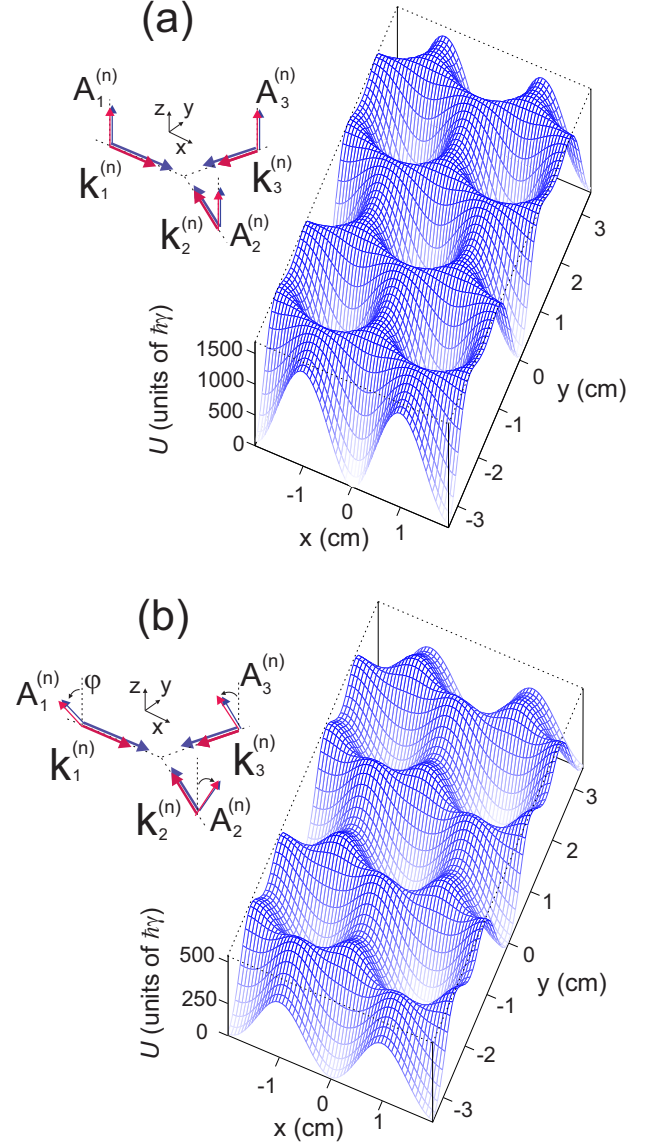 (a)
A₁⁽ⁿ⁾
A₃⁽ⁿ⁾
z
y
x
k₁⁽ⁿ⁾
k₃⁽ⁿ⁾
k₂⁽ⁿ⁾
A₂⁽ⁿ⁾
U (units of ℏγ)
1500
1000
500
0
-1
0
1
x (cm)
3
2
1
0
-1
-2
-3
y (cm)
(b)
A₁⁽ⁿ⁾
φ
A₃⁽ⁿ⁾
z
y
x
k₁⁽ⁿ⁾
k₃⁽ⁿ⁾
k₂⁽ⁿ⁾
A₂⁽ⁿ⁾
U (units of ℏγ)
500
250
0
-1
0
1
x (cm)
3
2
1
0
-1
-2
-3
y (cm)